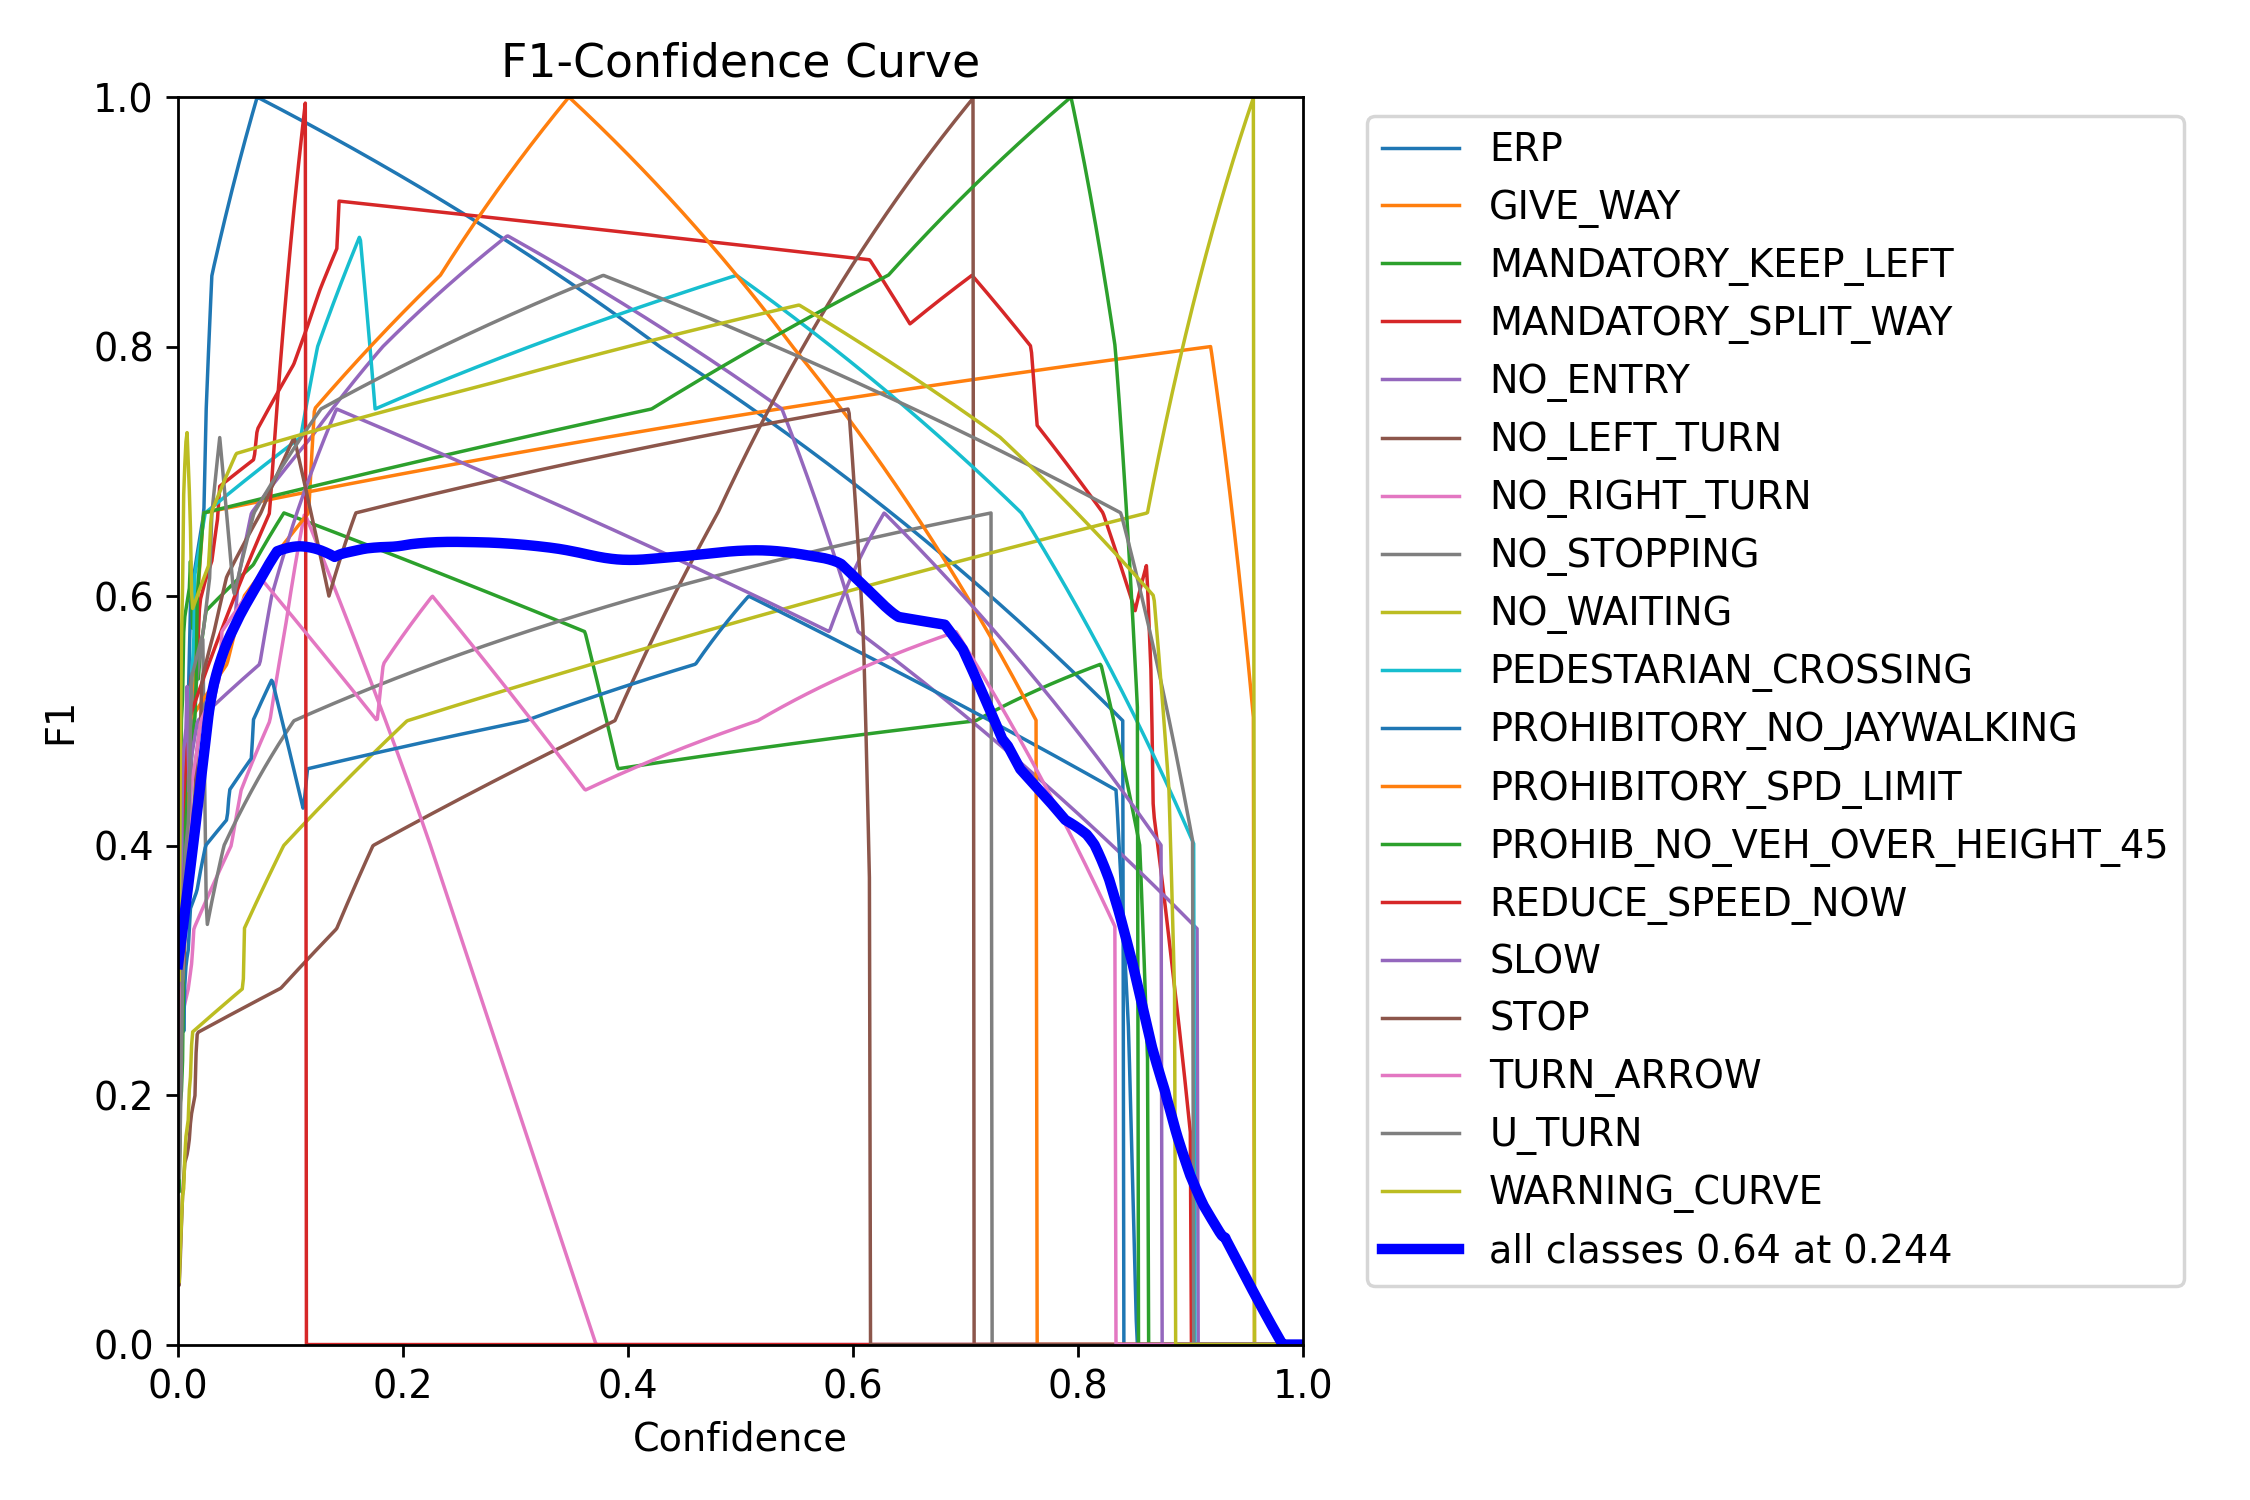 F1-Confidence Curve
1.0
0.8
0.6
0.4
0.2
0.0
F1
0.0 0.2 0.4 0.6 0.8 1.0
Confidence
ERP
GIVE_WAY
MANDATORY_KEEP_LEFT
MANDATORY_SPLIT_WAY
NO_ENTRY
NO_LEFT_TURN
NO_RIGHT_TURN
NO_STOPPING
NO_WAITING
PEDESTARIAN_CROSSING
PROHIBITORY_NO_JAYWALKING
PROHIBITORY_SPD_LIMIT
PROHIB_NO_VEH_OVER_HEIGHT_45
REDUCE_SPEED_NOW
SLOW
STOP
TURN_ARROW
U_TURN
WARNING_CURVE
all classes 0.64 at 0.244